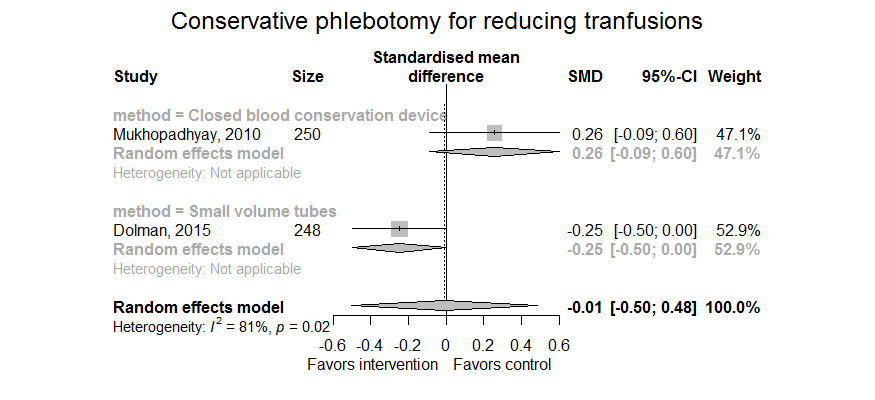 Conservative phlebotomy for reducing tranfusions
Standardised mean
Study Size difference SMD 95%-CI Weight
method = Closed blood conservation device
Mukhopadhyay, 2010 250 0.26 [-0.09; 0.60] 47.1%
Random effects model 0.26 [-0.09; 0.60] 47.1%
Heterogeneity: Not applicable
method = Small volume tubes
Dolman, 2015 248 -0.25 [-0.50; 0.00] 52.9%
Random effects model -0.25 [-0.50; 0.00] 52.9%
Heterogeneity: Not applicable
Random effects model -0.01 [-0.50; 0.48] 100.0%
Heterogeneity: I² = 81%, p = 0.02
-0.6 -0.4 -0.2 0 0.2 0.4 0.6
Favors intervention Favors control